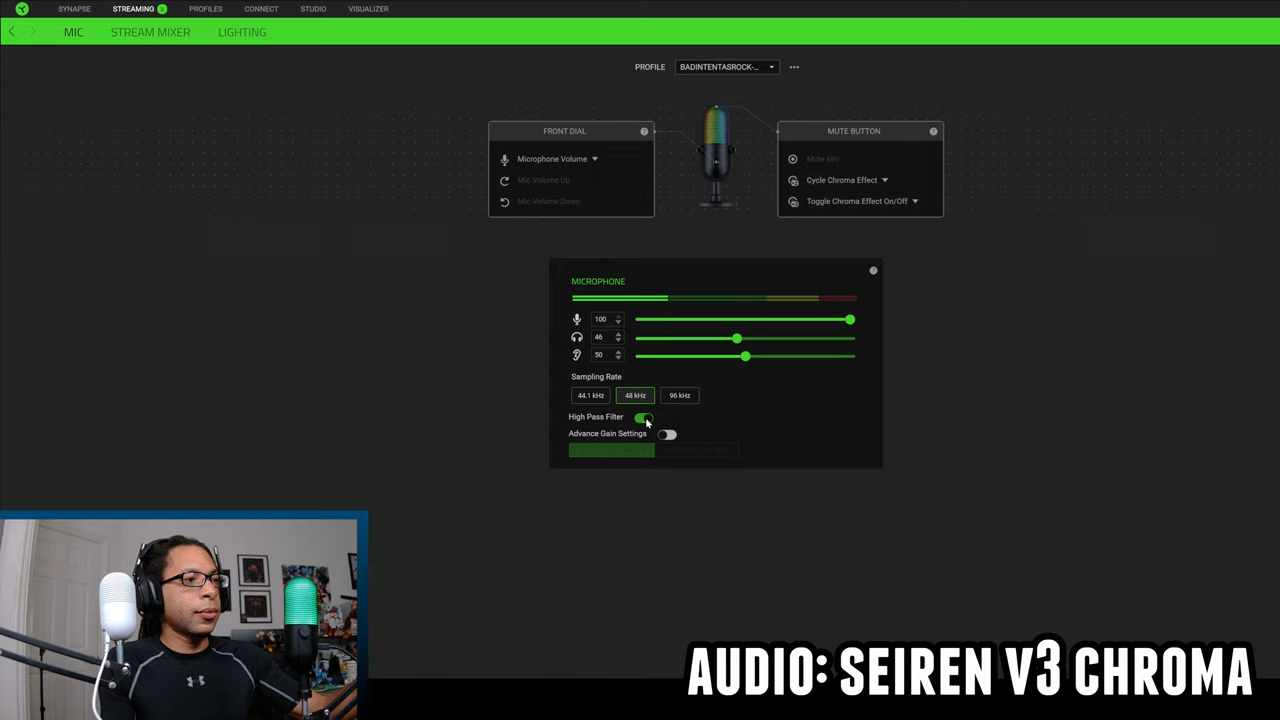 SYNAPSE STREAMING 3 PROFILES CONNECT STUDIO VISUALIZER
MIC STREAM MIXER LIGHTING
PROFILE BADINTENTASROCK-...
FRONT DIAL ?
Microphone Volume
Mic Volume Up
Mic Volume Down
MUTE BUTTON ?
Mute Mic
Cycle Chroma Effect
Toggle Chroma Effect On/Off
MICROPHONE ?
100
46
50
Sampling Rate
44.1 kHz 48 kHz 96 kHz
High Pass Filter
Advance Gain Settings
AUDIO: SEIREN V3 CHROMA